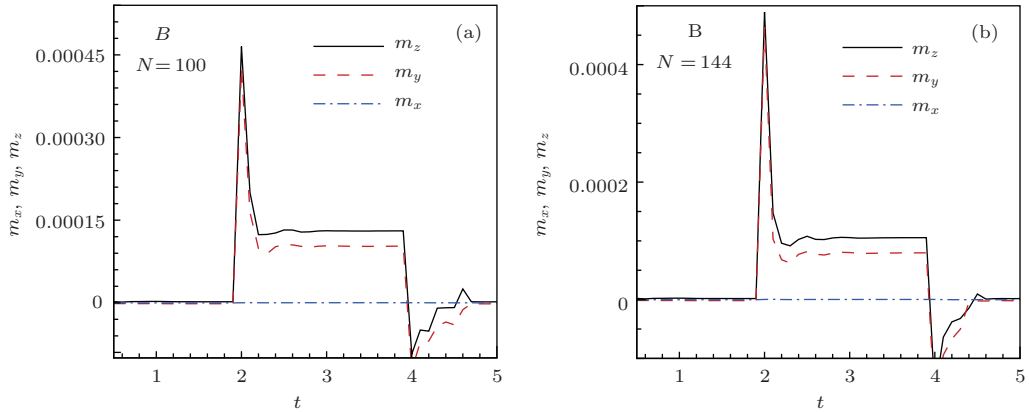 B
(a)
N=100
m_z
m_y
m_x
0.00045
0.00030
0.00015
0
m_x, m_y, m_z
1
2
3
4
5
t
B
(b)
N=144
m_z
m_y
m_x
0.0004
0.0002
0
m_x, m_y, m_z
1
2
3
4
5
t